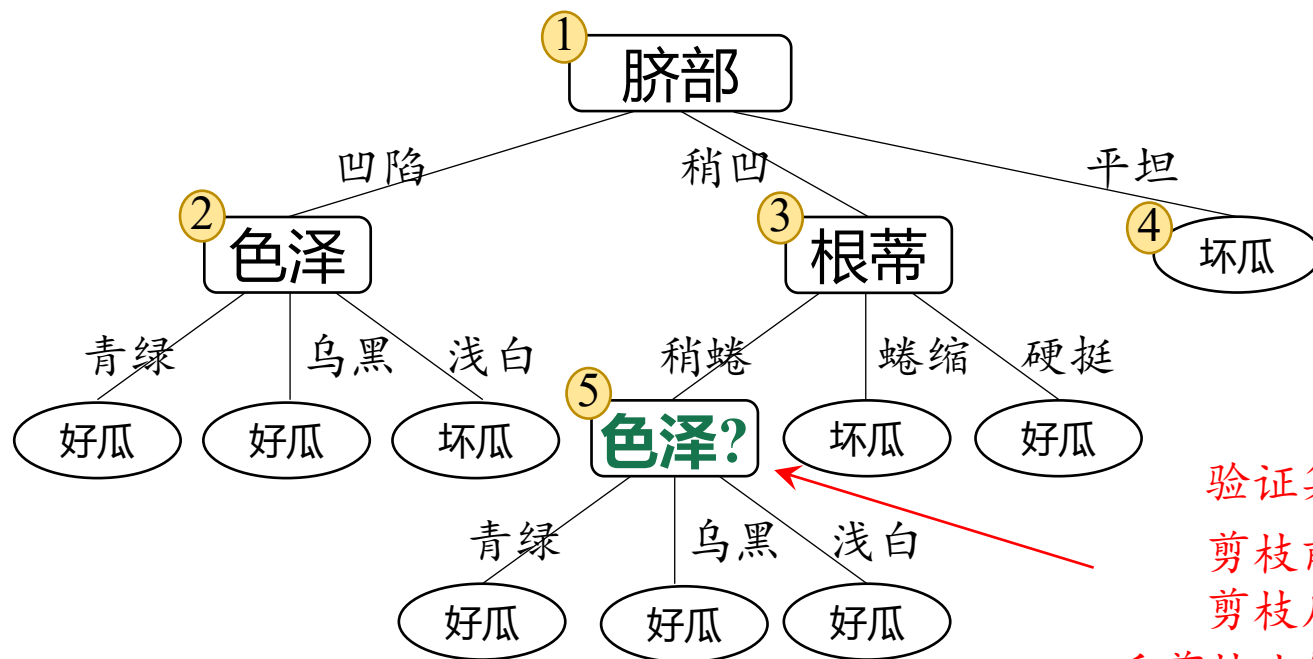 1
脐部
凹陷 稍凹 平坦
2 3 4
色泽 根蒂 坏瓜
青绿 乌黑 浅白 稍蜷 蜷缩 硬挺
5
好瓜 好瓜 坏瓜 色泽? 坏瓜 好瓜
验证
青绿 乌黑 浅白 剪枝前
好瓜 好瓜 好瓜 剪枝
剪枝